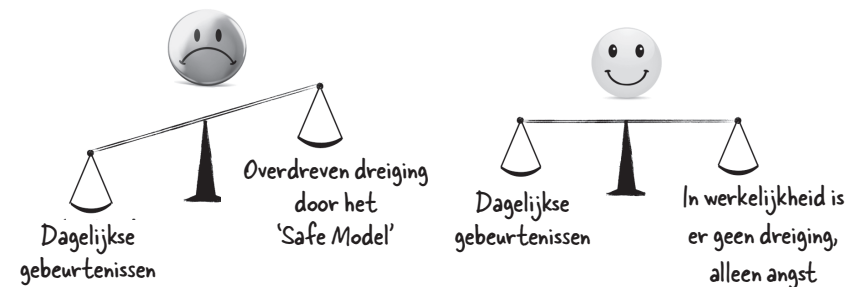 Dagelijkse
gebeurtenissen
Overdreven dreiging
door het
‘Safe Model’
Dagelijkse
gebeurtenissen
In werkelijkheid is
er geen dreiging,
alleen angst